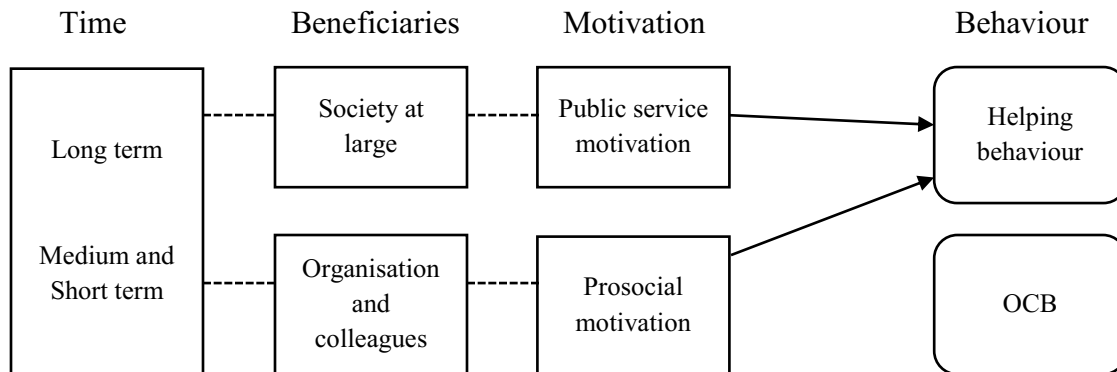 Time
Beneficiaries
Motivation
Behaviour
Long term
Medium and
Short term
Society at
large
Public service
motivation
Helping
behaviour
Organisation
and
colleagues
Prosocial
motivation
OCB